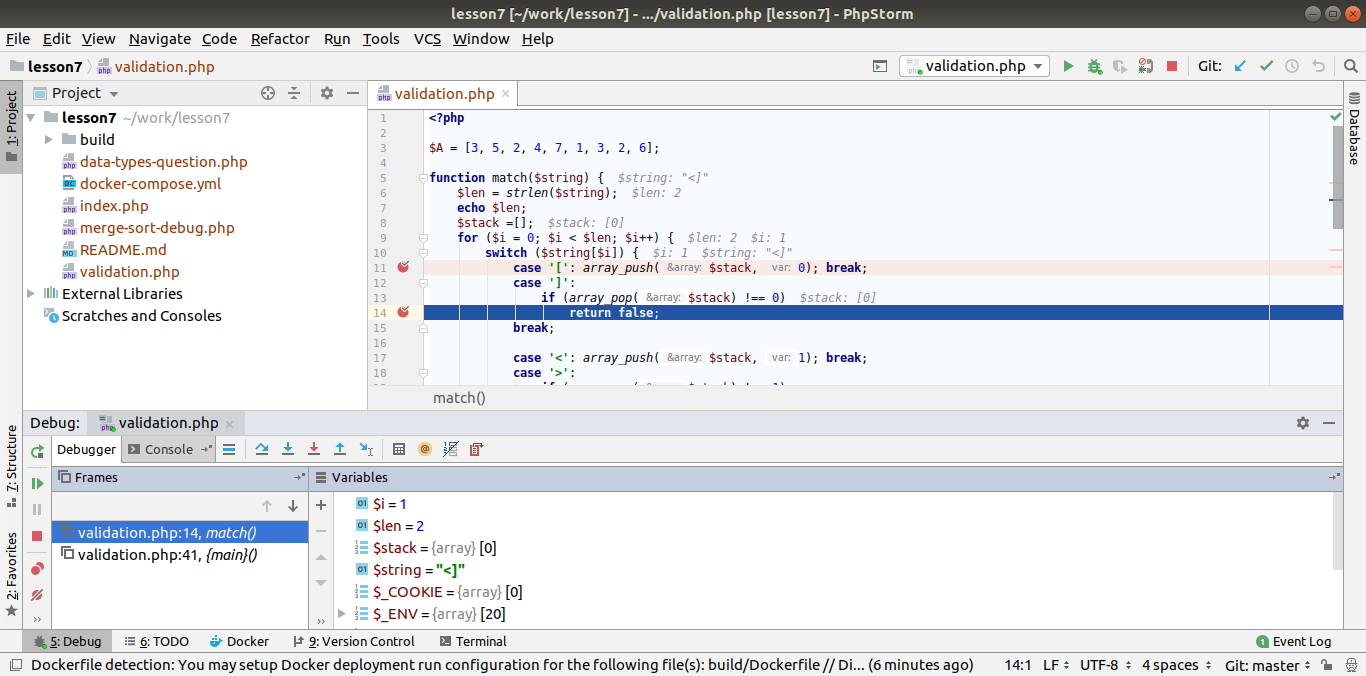 lesson7 [~/work/lesson7] - .../validation.php [lesson7] - PhpStorm
File Edit View Navigate Code Refactor Run Tools VCS Window Help
lesson7 validation.php
validation.php Git:
1: Project
7: Structure
2: Favorites
Project
lesson7 ~/work/lesson7
build
data-types-question.php
docker-compose.yml
index.php
merge-sort-debug.php
README.md
validation.php
External Libraries
Scratches and Consoles
validation.php
1 <?php
2
3 $A = [3, 5, 2, 4, 7, 1, 3, 2, 6];
4
5 function match($string) { $string: "<]"
6 $len = strlen($string); $len: 2
7 echo $len;
8 $stack =[]; $stack: [0]
9 for ($i = 0; $i < $len; $i++) { $len: 2 $i: 1
10 switch ($string[$i]) { $i: 1 $string: "<]"
11 case '[': array_push( &array: $stack, var: 0); break;
12 case ']':
13 if (array_pop( &array: $stack) !== 0) $stack: [0]
14 return false;
15 break;
16
17 case '<': array_push( &array: $stack, var: 1); break;
18 case '>':
match()
Database
Debug: validation.php
Debugger Console
Frames
validation.php:14, match()
validation.php:41, {main}()
Variables
$i = 1
$len = 2
$stack = {array} [0]
$string = "<]"
$_COOKIE = {array} [0]
$_ENV = {array} [20]
5: Debug 6: TODO Docker 9: Version Control Terminal 1 Event Log
Dockerfile detection: You may setup Docker deployment run configuration for the following file(s): build/Dockerfile // Di... (6 minutes ago) 14:1 LF UTF-8 4 spaces Git: master